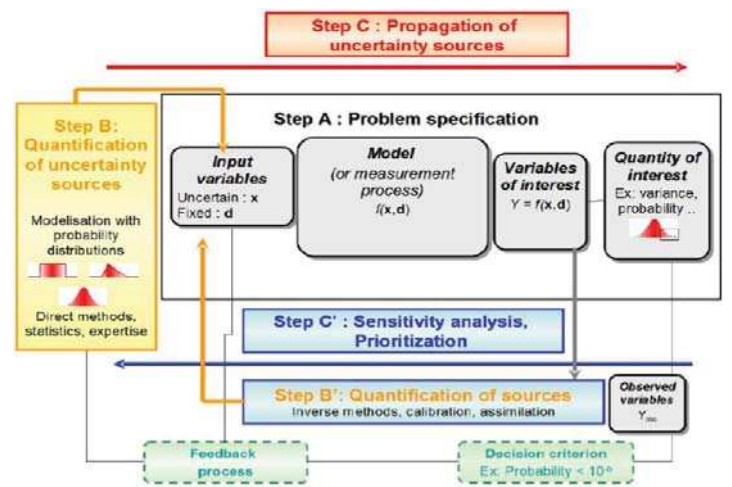 Step C : Propagation of
uncertainty sources
Step B:
Quantification
of uncertainty
sources
Modelisation with
probability
distributions
Direct methods,
statistics, expertise
Step A : Problem specification
Input
variables
Uncertain : x
Fixed : d
Model
(or measurement
process)
f(x,d)
Variables
of interest
Y = f(x,d)
Quantity of
interest
Ex: variance,
probability ..
Step C' : Sensitivity analysis,
Prioritization
Step B': Quantification of sources
Inverse methods, calibration, assimilation
Observed
variables
Feedback
process
Decision criterion
Ex: Probability <